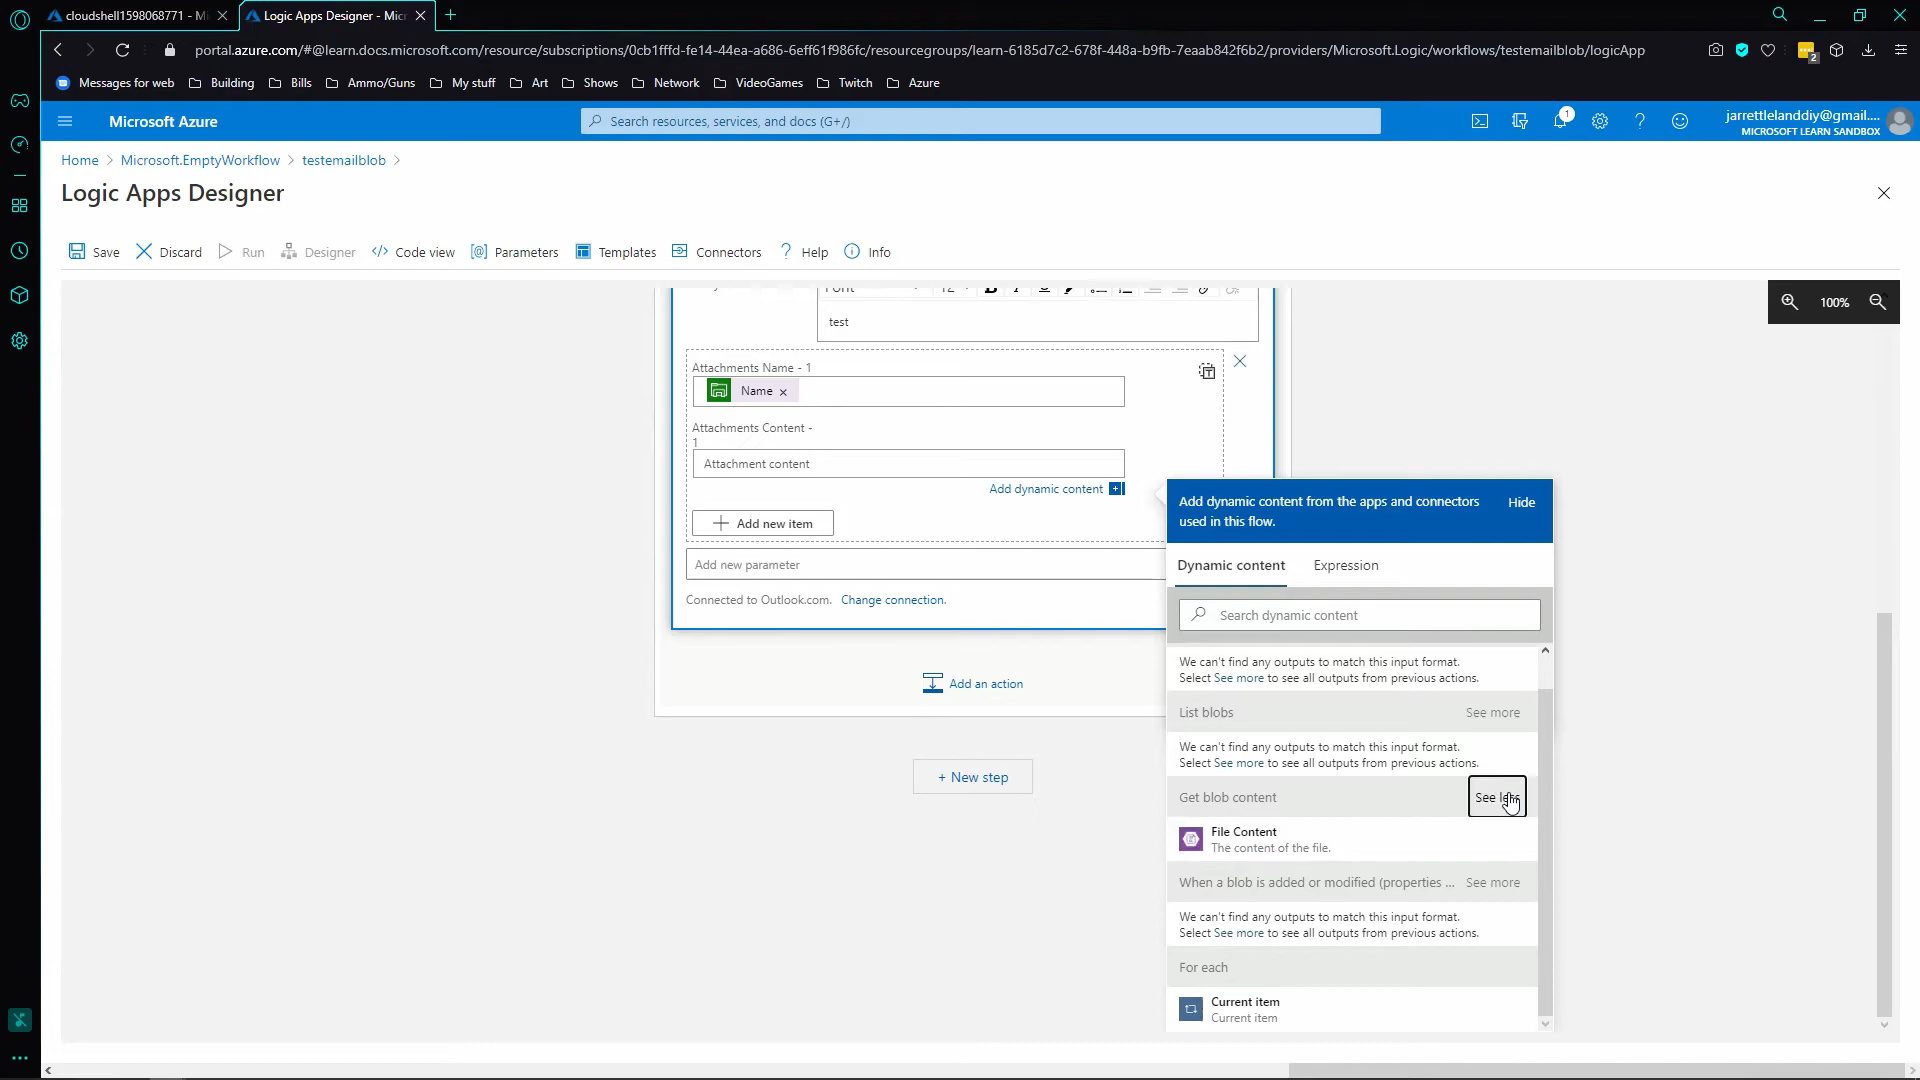 cloudshell1598068771 - Mi
Logic Apps Designer - Micr
portal.azure.com/#@learn.docs.microsoft.com/resource/subscriptions/0cb1fffd-fe14-44ea-a686-6eff61f986fc/resourcegroups/learn-6185d7c2-678f-448a-b9fb-7eaab842f6b2/providers/Microsoft.Logic/workflows/testemailblob/logicApp
2
Messages for web
Building
Bills
Ammo/Guns
My stuff
Art
Shows
Network
VideoGames
Twitch
Azure
Microsoft Azure
Search resources, services, and docs (G+/)
1
jarrettlelanddiy@gmail....
MICROSOFT LEARN SANDBOX
Home > Microsoft.EmptyWorkflow > testemailblob >
Logic Apps Designer
Save
Discard
Run
Designer
Code view
Parameters
Templates
Connectors
Help
Info
100%
Font
12
test
Attachments Name - 1
Name ×
Attachments Content -
1
Attachment content
Add dynamic content
Add new item
Add new parameter
Connected to Outlook.com. Change connection.
Add an action
+ New step
Add dynamic content from the apps and connectors
used in this flow.
Hide
Dynamic content
Expression
Search dynamic content
We can't find any outputs to match this input format.
Select See more to see all outputs from previous actions.
List blobs
See more
We can't find any outputs to match this input format.
Select See more to see all outputs from previous actions.
Get blob content
See less
File Content
The content of the file.
When a blob is added or modified (properties ...
See more
We can't find any outputs to match this input format.
Select See more to see all outputs from previous actions.
For each
Current item
Current item